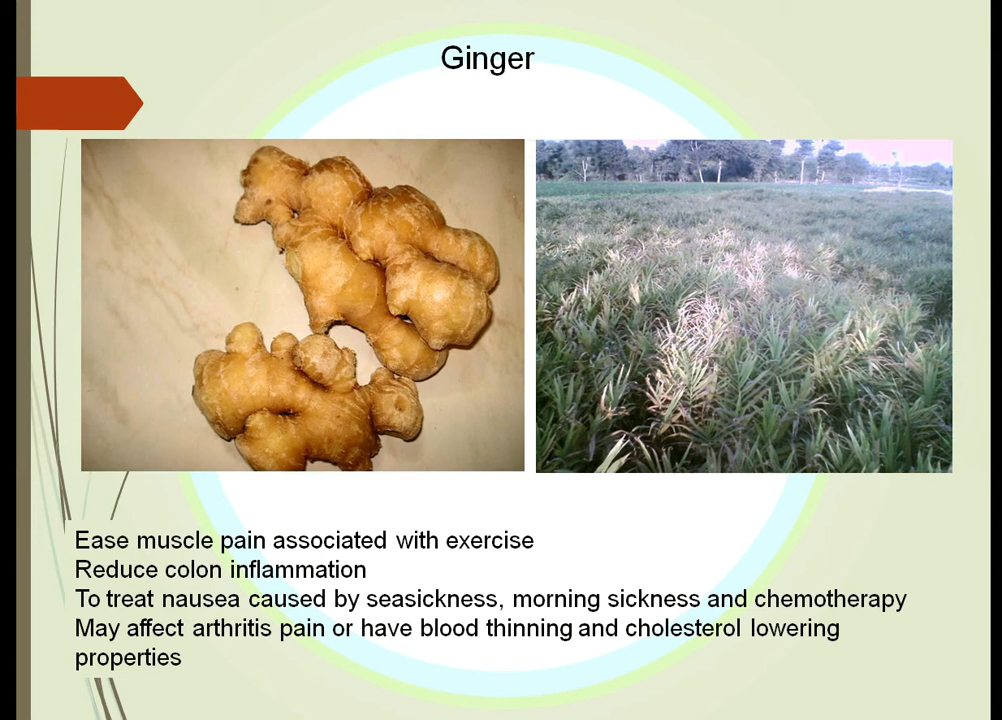 Ginger
Ease muscle pain associated with exercise
Reduce colon inflammation
To treat nausea caused by seasickness, morning sickness and chemotherapy
May affect arthritis pain or have blood thinning and cholesterol lowering
properties